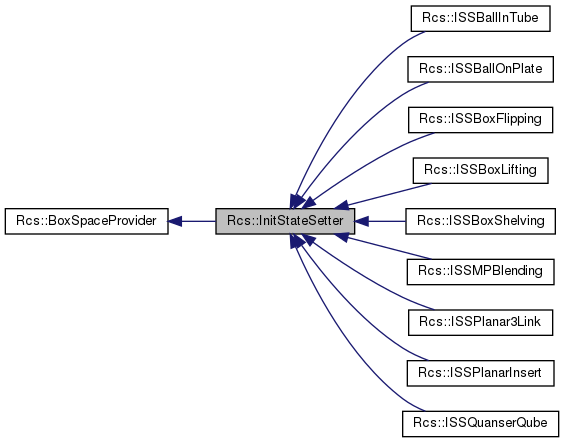 Rcs::BoxSpaceProvider
Rcs::InitStateSetter
Rcs::ISSBallInTube
Rcs::ISSBallOnPlate
Rcs::ISSBoxFlipping
Rcs::ISSBoxLifting
Rcs::ISSBoxShelving
Rcs::ISSMPBlending
Rcs::ISSPlanar3Link
Rcs::ISSPlanarInsert
Rcs::ISSQuanserQube